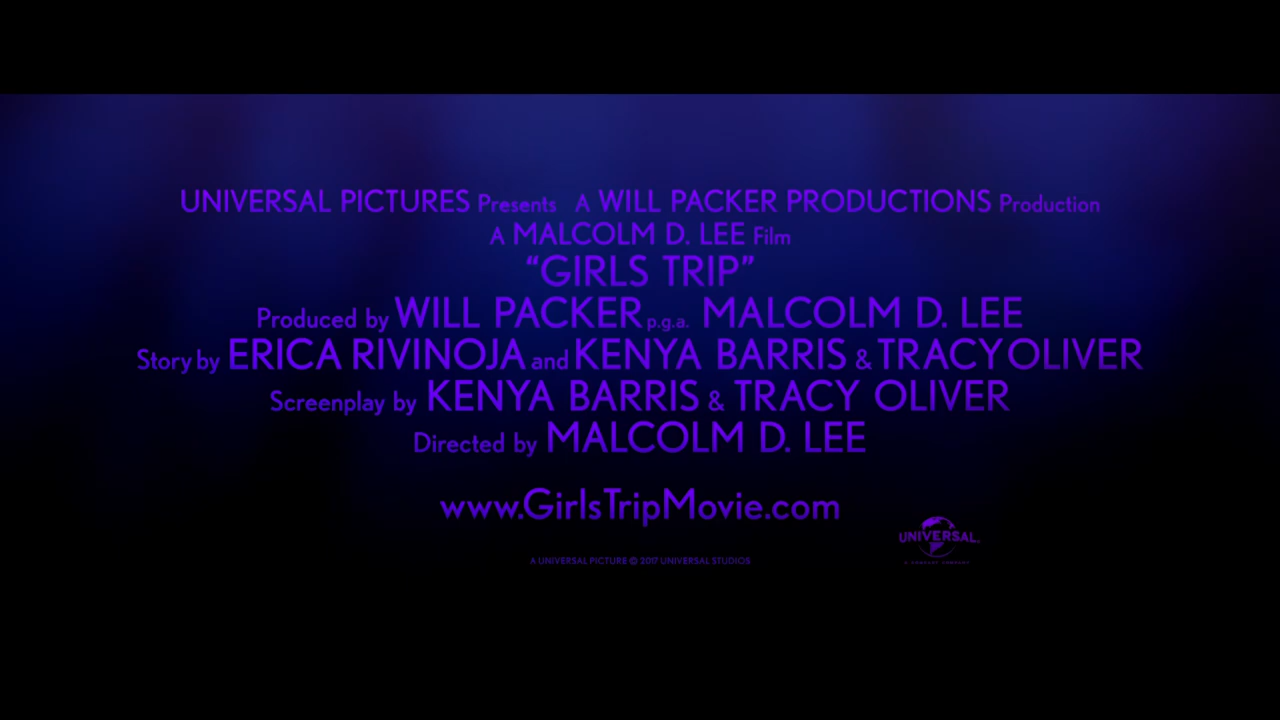 UNIVERSAL PICTURES Presents A WILL PACKER PRODUCTIONS Production
A MALCOLM D. LEE Film
“GIRLS TRIP”
Produced by WILL PACKER p.g.a. MALCOLM D. LEE
Story by ERICA RIVINOJA and KENYA BARRIS & TRACY OLIVER
Screenplay by KENYA BARRIS & TRACY OLIVER
Directed by MALCOLM D. LEE
www.GirlsTripMovie.com
UNIVERSAL
A COMCAST COMPANY
A UNIVERSAL PICTURE © 2017 UNIVERSAL STUDIOS